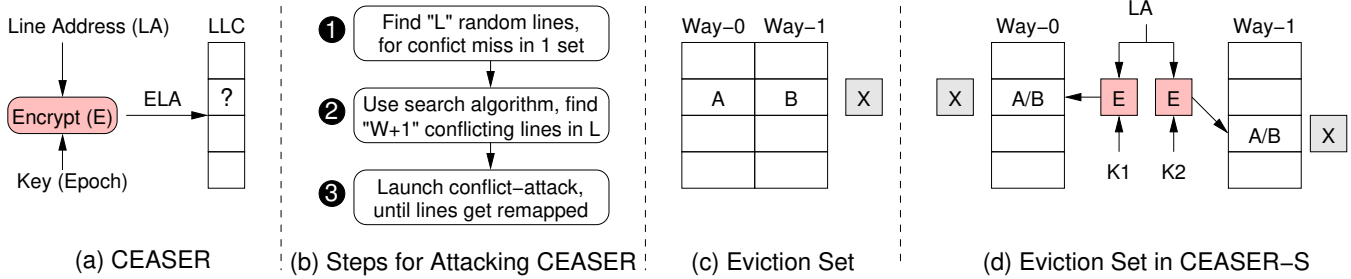 Line Address (LA)
LLC
ELA
?
Encrypt (E)
Key (Epoch)
(a) CEASER
1
Find "L" random lines,
for confict miss in 1 set
2
Use search algorithm, find
"W+1" conflicting lines in L
3
Launch conflict−attack,
until lines get remapped
(b) Steps for Attacking CEASER
Way−0 Way−1
A B X
(c) Eviction Set
LA
Way−0 Way−1
X A/B E E
A/B X
K1 K2
(d) Eviction Set in CEASER−S